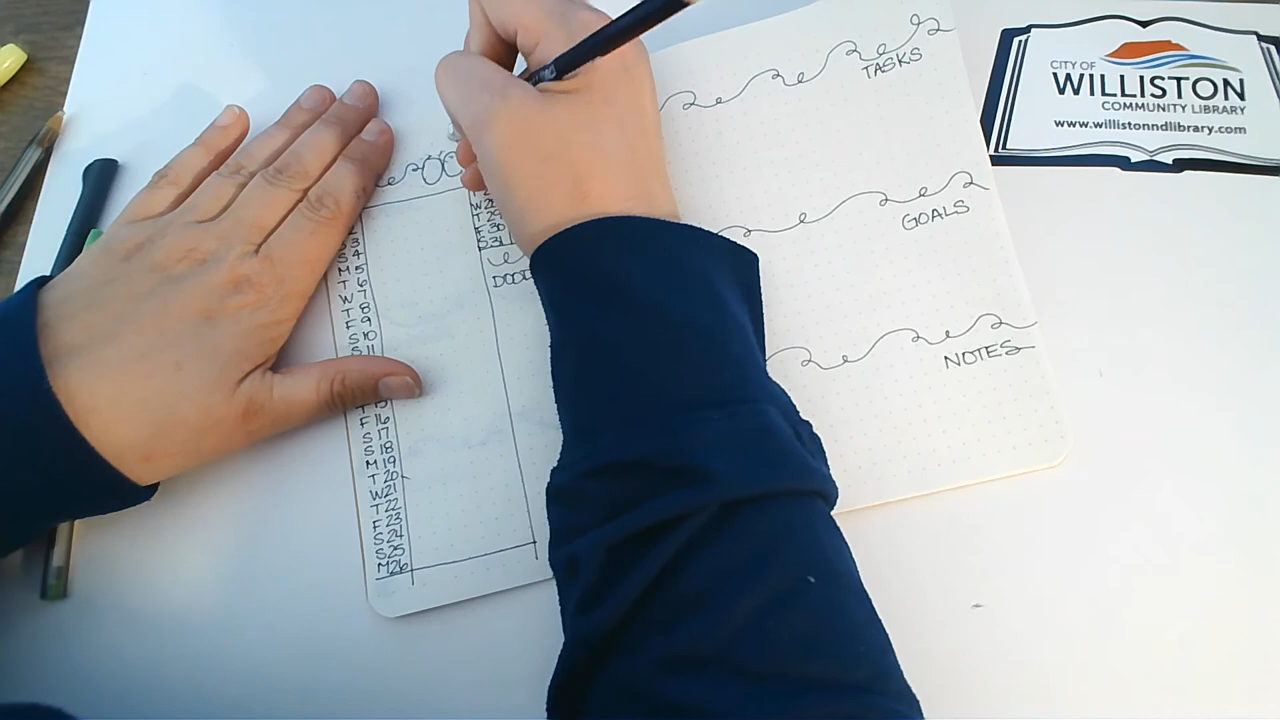 TASKS
GOALS
NOTES
CITY OF
WILLISTON
COMMUNITY LIBRARY
www.willistonndlibrary.com
W 28
T 29
F 30
S 31
S 3
S 4
M 5
T 6
W 7
T 8
F 9
S 10
S 11
T 15
F 16
S 17
S 18
M 19
T 20
W 21
T 22
F 23
S 24
S 25
M 26